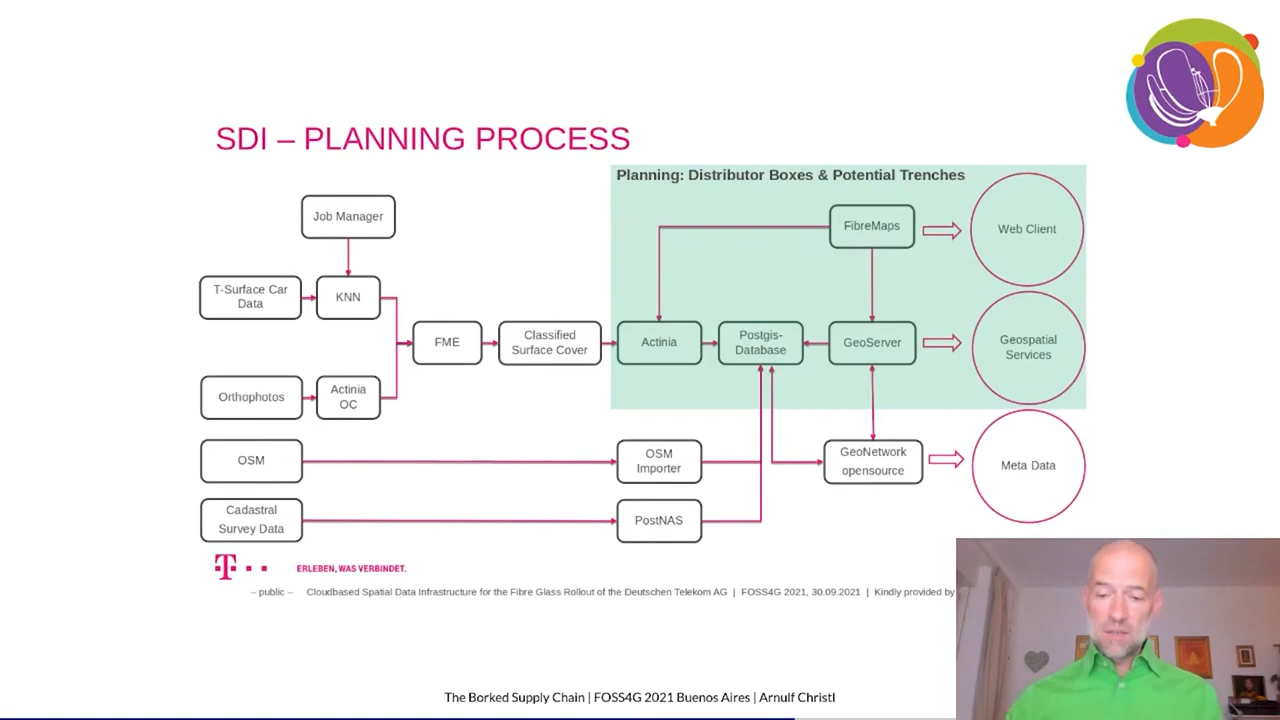 SDI – PLANNING PROCESS
Planning: Distributor Boxes & Potential Trenches
Job Manager
FibreMaps
Web Client
T-Surface Car
Data
KNN
FME
Classified
Surface Cover
Actinia
Postgis-
Database
GeoServer
Geospatial
Services
Orthophotos
Actinia
OC
OSM
OSM
Importer
GeoNetwork
opensource
Meta Data
Cadastral
Survey Data
PostNAS
T
ERLEBEN, WAS VERBINDET.
– public –
Cloudbased Spatial Data Infrastructure for the Fibre Glass Rollout of the Deutschen Telekom AG | FOSS4G 2021, 30.09.2021 | Kindly provided by
The Borked Supply Chain | FOSS4G 2021 Buenos Aires | Arnulf Christl